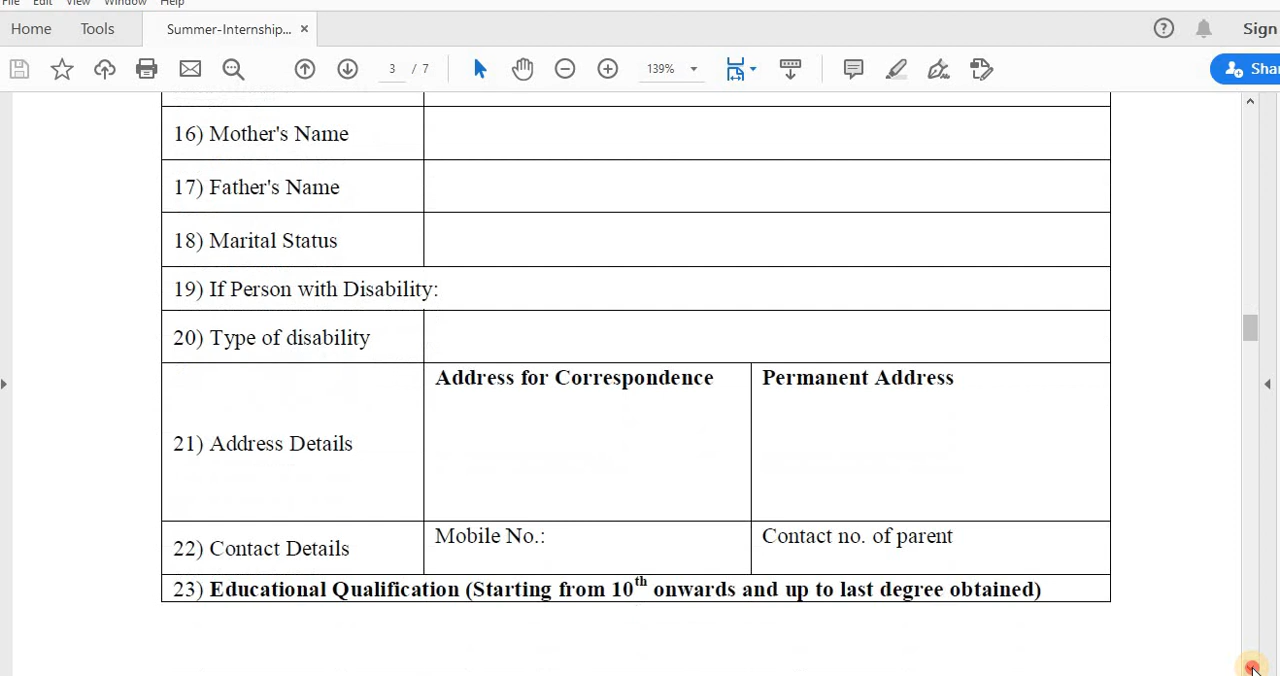 File Edit View Window Help
Home Tools Summer-Internship... × ? Sign
3 / 7 139% Shar
16) Mother's Name
17) Father's Name
18) Marital Status
19) If Person with Disability:
20) Type of disability
Address for Correspondence Permanent Address
21) Address Details
Mobile No.: Contact no. of parent
22) Contact Details
23) Educational Qualification (Starting from 10th onwards and up to last degree obtained)